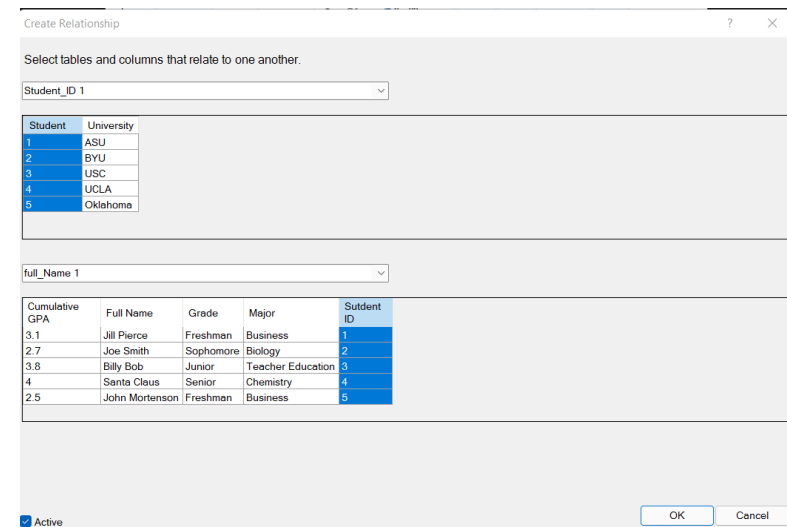 Create Relationship ? ×
Select tables and columns that relate to one another.
Student_ID 1
Student University
1 ASU
2 BYU
3 USC
4 UCLA
5 Oklahoma
full_Name 1
Cumulative GPA Full Name Grade Major Sutdent ID
3.1 Jill Pierce Freshman Business 1
2.7 Joe Smith Sophomore Biology 2
3.8 Billy Bob Junior Teacher Education 3
4 Santa Claus Senior Chemistry 4
2.5 John Mortenson Freshman Business 5
OK Cancel
Active